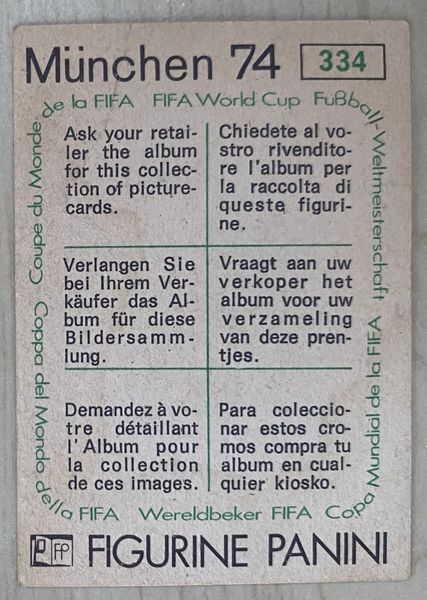 München 74 334
Coppa del Mondo della FIFA Coupe du Monde de la FIFA FIFA World Cup Fußball-Weltmeisterschaft
Ask your retai-
ler the album
for this collec-
tion of picture-
cards.
Chiedete al vo-
stro rivendito-
re l'album per
la raccolta di
queste figuri-
ne.
Verlangen Sie
bei Ihrem Ver-
käufer das Al-
bum für diese
Bildersamm-
lung.
Vraagt aan uw
verkoper het
album voor uw
verzameling
van deze pren-
tjes.
Demandez à vo-
tre détaillant
l'Album pour
la collection
de ces images.
Para coleccio-
nar estos cro-
mos compra tu
album en cual-
quier kiosko.
Wereldbeker FIFA Copa Mundial de la FIFA
FP FIGURINE PANINI